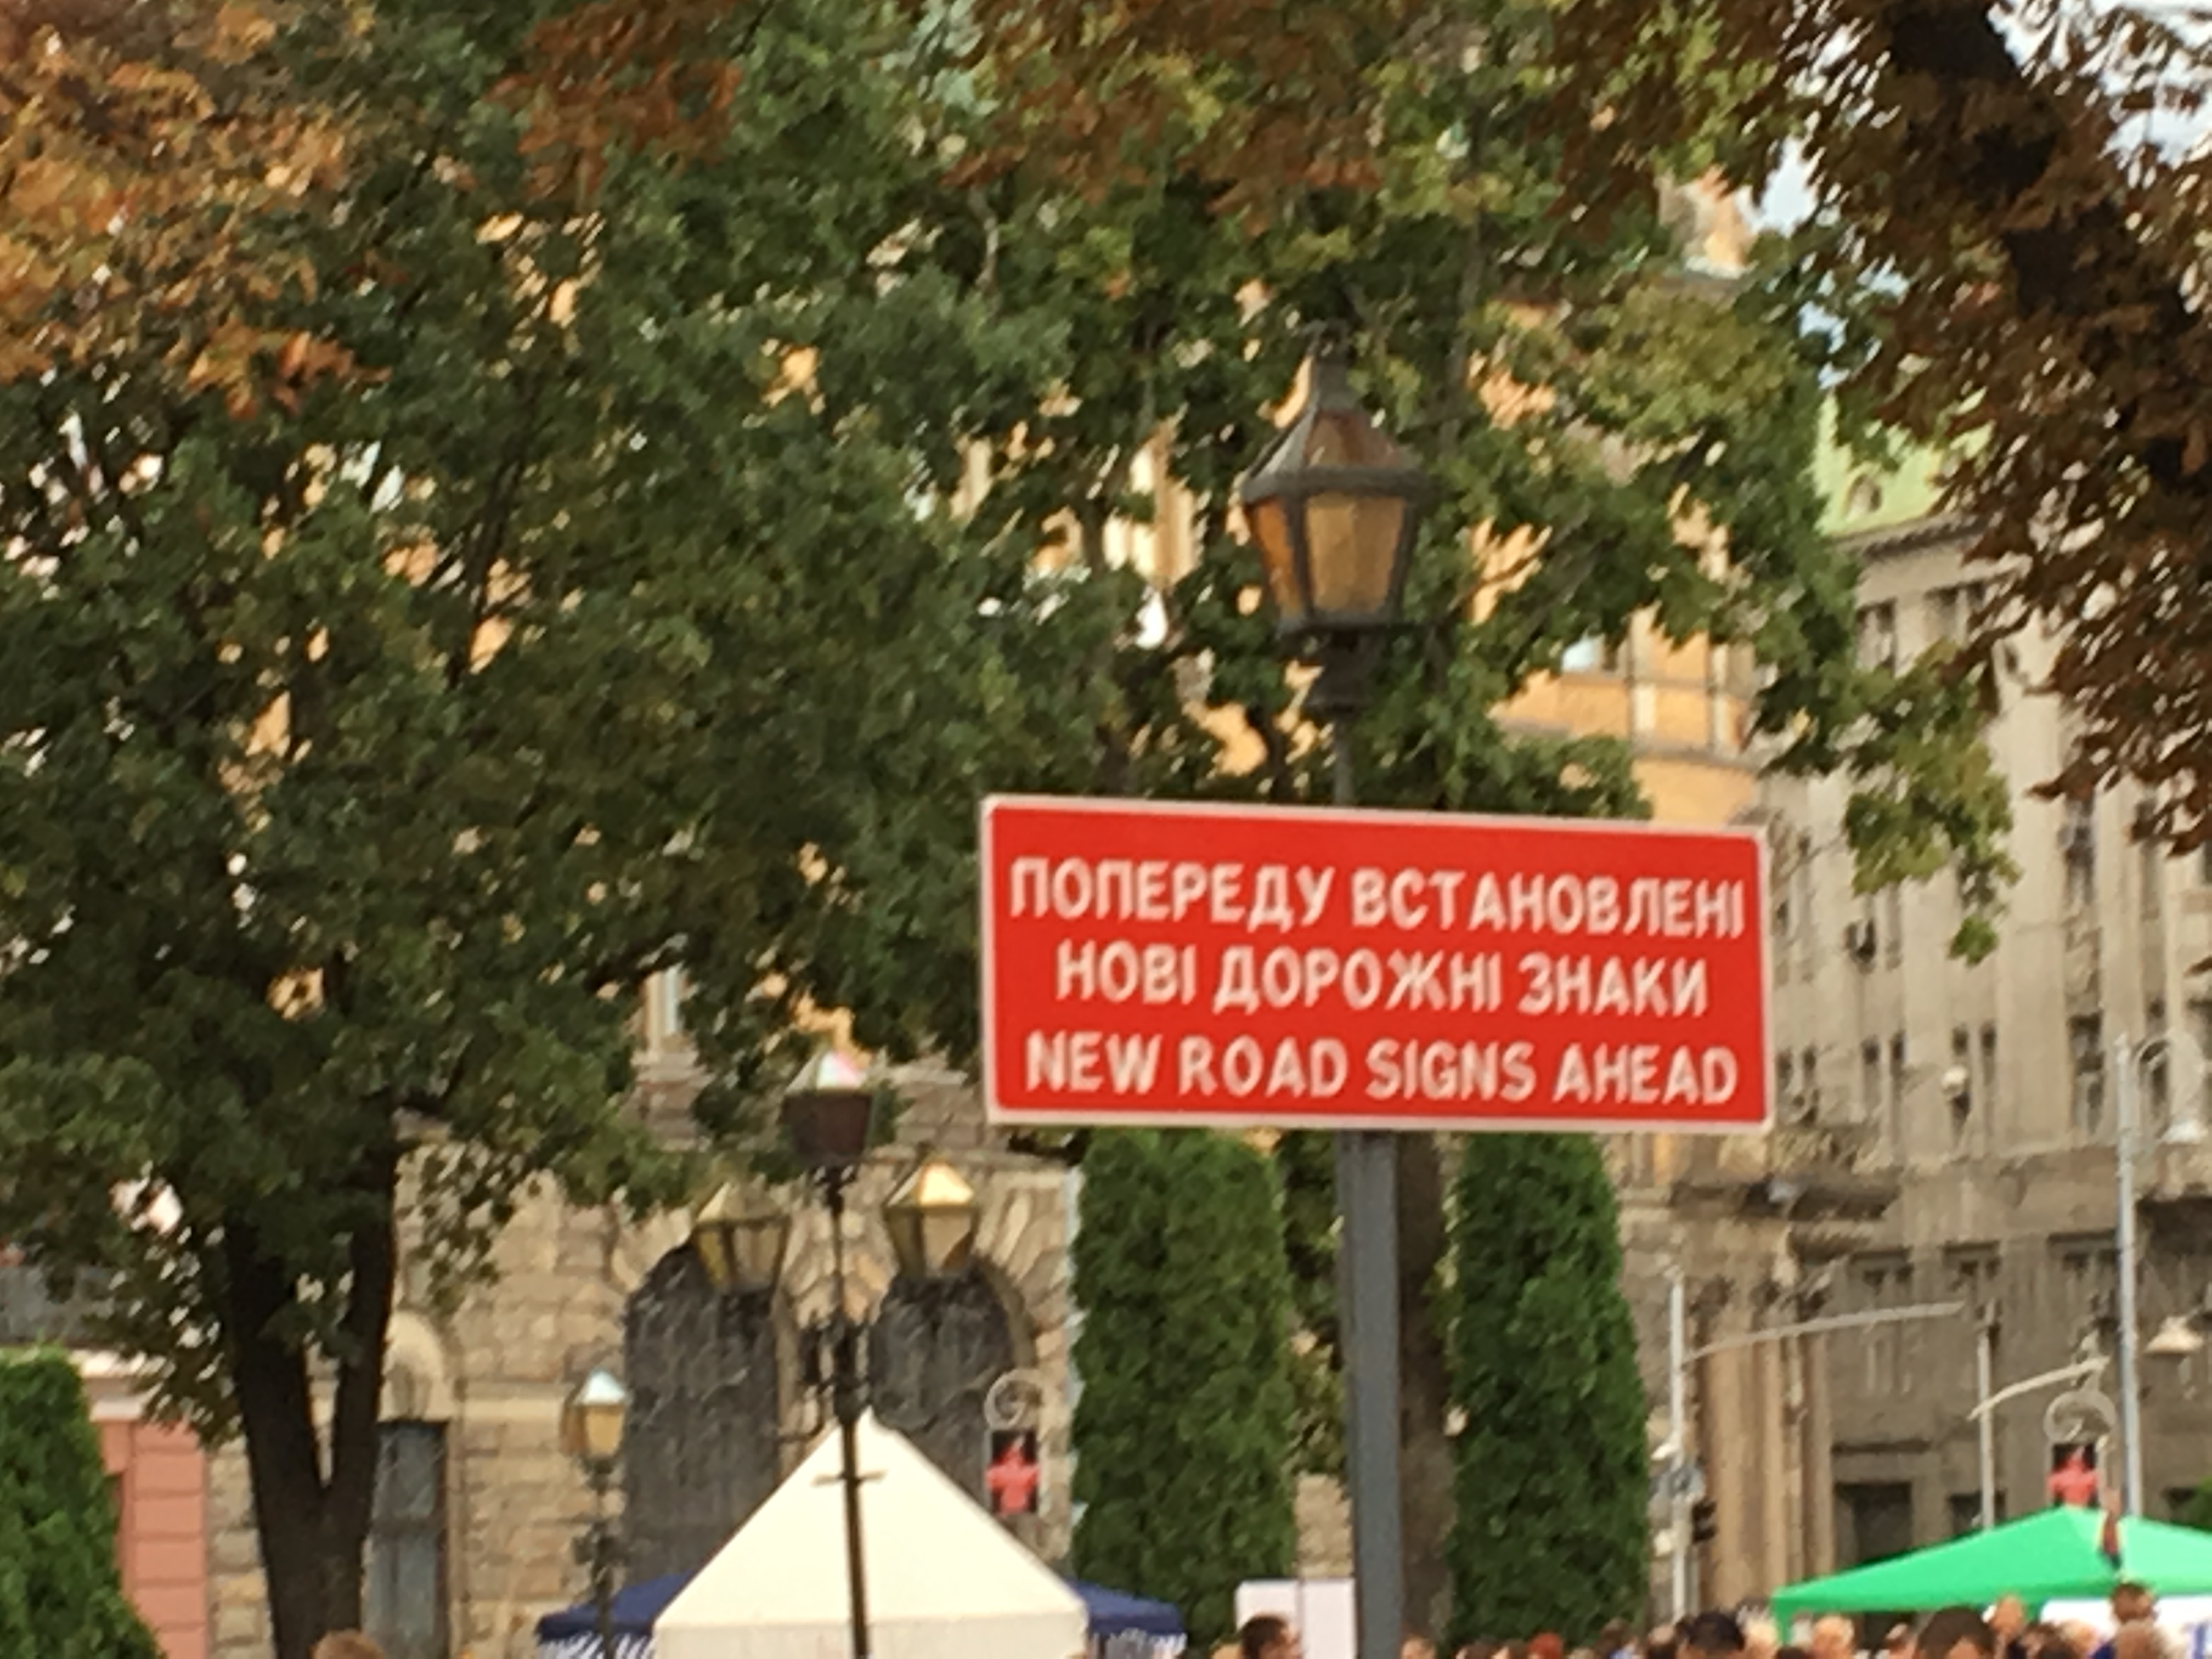 ПОПЕРЕДУ ВСТАНОВЛЕНІ
НОВІ ДОРОЖНІ ЗНАКИ
NEW ROAD SIGNS AHEAD